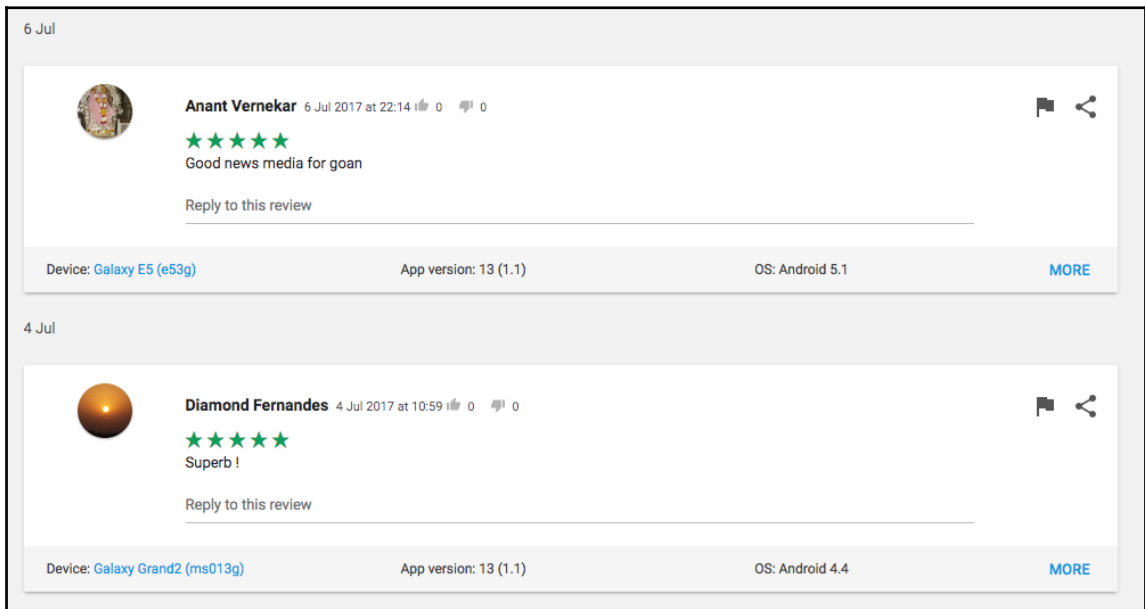 6 Jul
Anant Vernekar 6 Jul 2017 at 22:14 0 0
Good news media for goan
Reply to this review
Device: Galaxy E5 (e53g) App version: 13 (1.1) OS: Android 5.1 MORE
4 Jul
Diamond Fernandes 4 Jul 2017 at 10:59 0 0
Superb !
Reply to this review
Device: Galaxy Grand2 (ms013g) App version: 13 (1.1) OS: Android 4.4 MORE